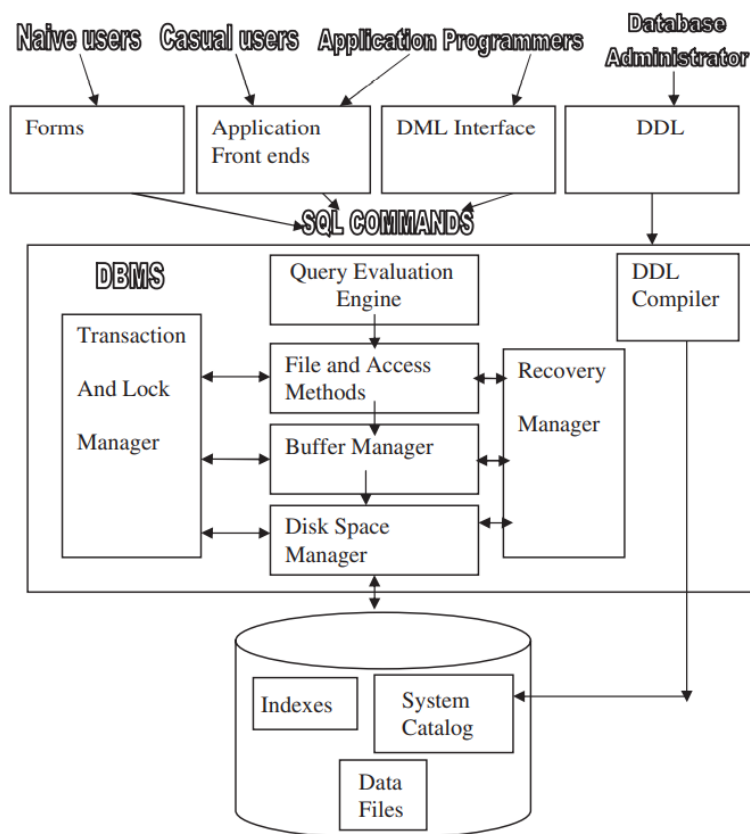 Naive users
Casual users
Application Programmers
Database
Administrator
Forms
Application
Front ends
DML Interface
DDL
SQL COMMANDS
DBMS
Query Evaluation
Engine
DDL
Compiler
Transaction
And Lock
Manager
File and Access
Methods
Recovery
Manager
Buffer Manager
Disk Space
Manager
Indexes
System
Catalog
Data
Files